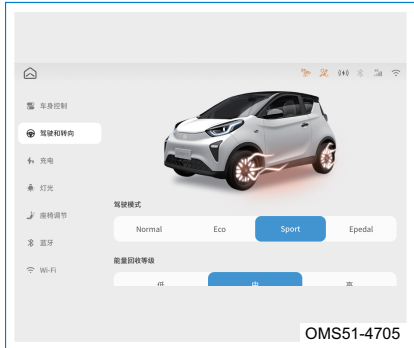 车身控制
驾驶和转向
充电
灯光
座椅调节
蓝牙
Wi-Fi
驾驶模式
Normal Eco Sport Epedal
能量回收等级
低 中 高
OMS51-4705